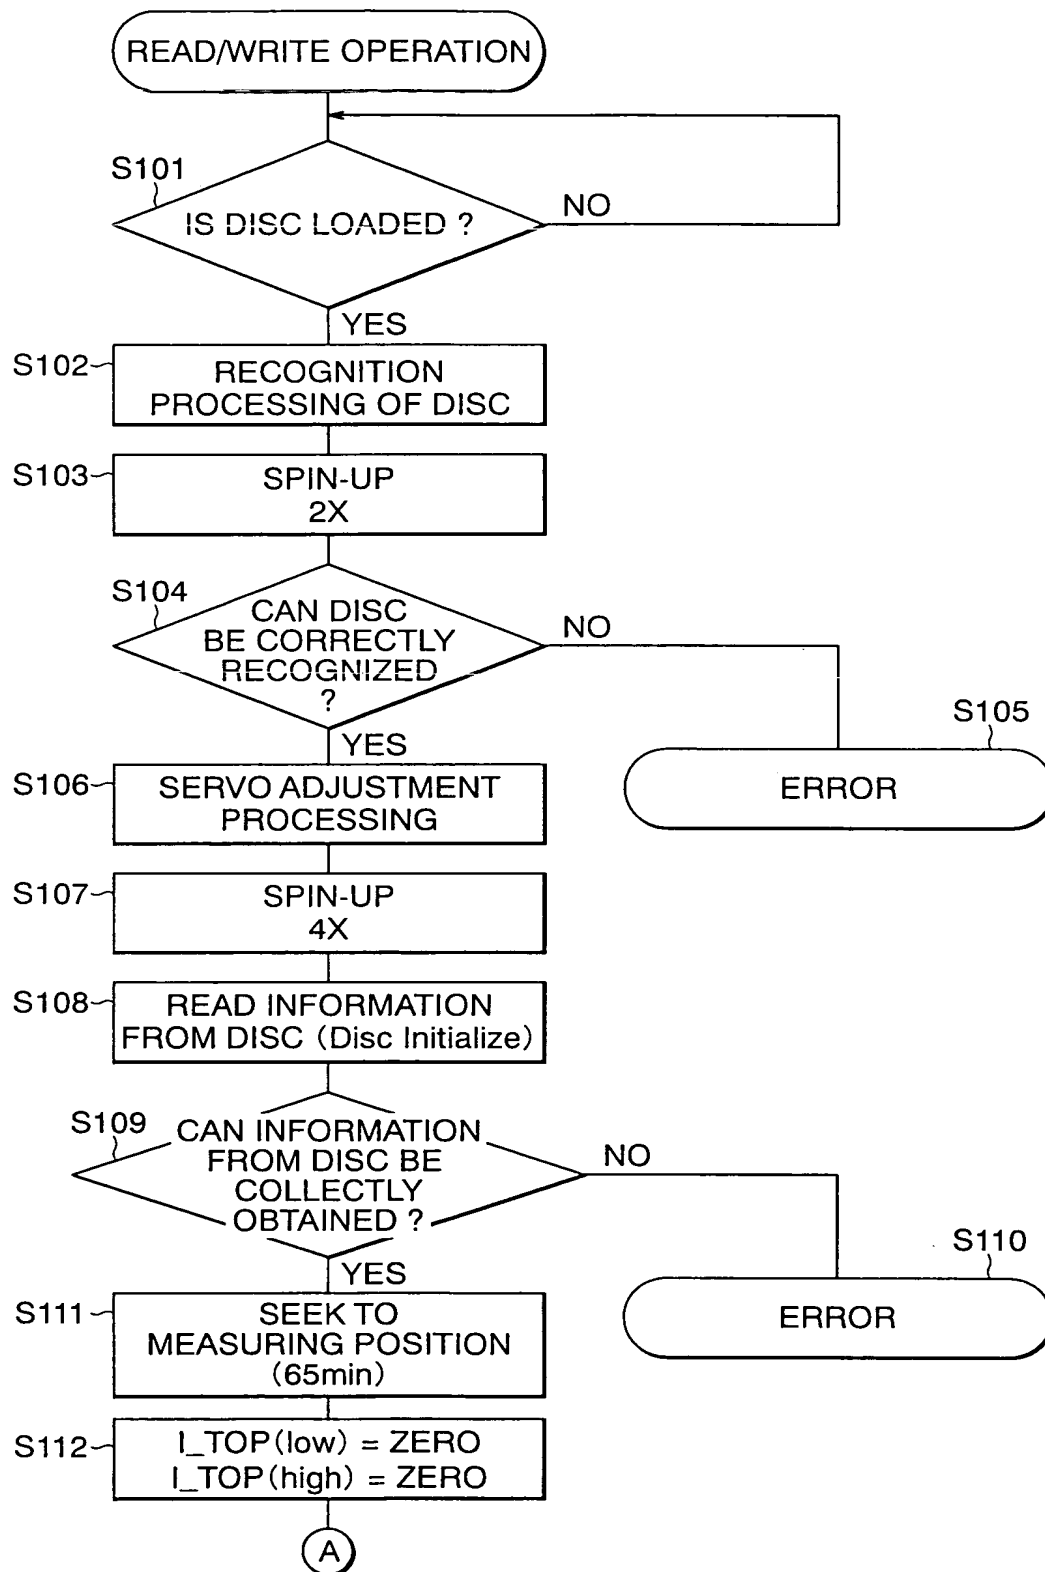 READ/WRITE OPERATION
S101
IS DISC LOADED ?
NO
YES
S102
RECOGNITION
PROCESSING OF DISC
S103
SPIN-UP
2X
S104
CAN DISC
BE CORRECTLY
RECOGNIZED
?
NO
YES
S105
ERROR
S106
SERVO ADJUSTMENT
PROCESSING
S107
SPIN-UP
4X
S108
READ INFORMATION
FROM DISC (Disc Initialize)
S109
CAN INFORMATION
FROM DISC BE
COLLECTLY
OBTAINED ?
NO
YES
S110
ERROR
S111
SEEK TO
MEASURING POSITION
(65min)
S112
I_TOP(low) = ZERO
I_TOP(high) = ZERO
A